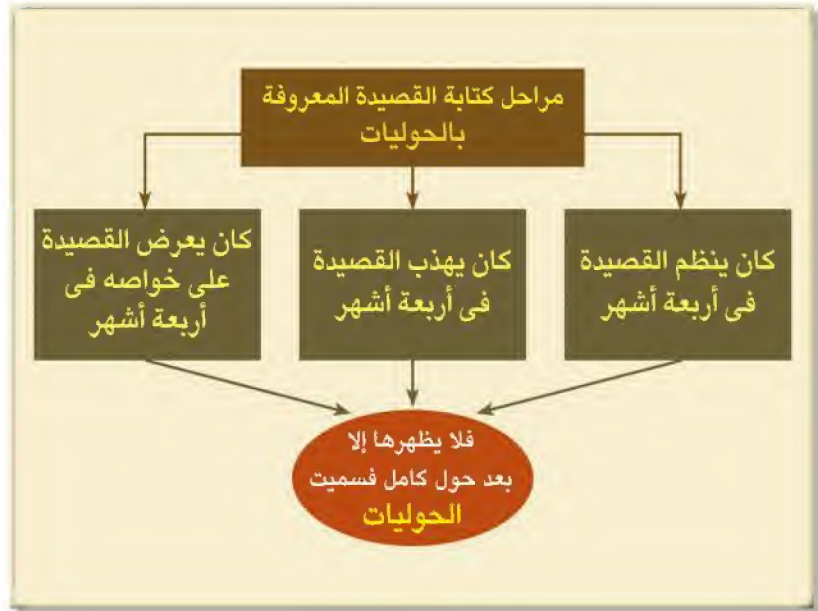 مراحل كتابة القصيدة المعروفة
بالحوليات
كان ينظم القصيدة
فى أربعة أشهر
كان يهذب القصيدة
فى أربعة أشهر
كان يعرض القصيدة
على خواصه فى
أربعة أشهر
فلا يظهرها إلا
بعد حول كامل فسميت
الحوليات